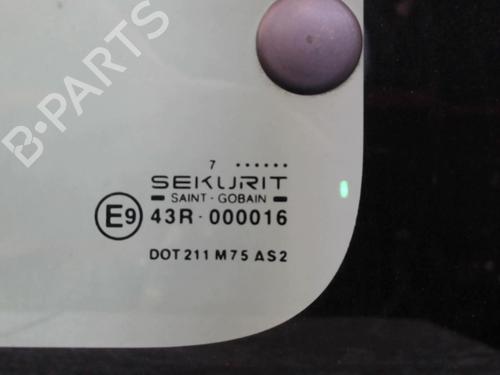 B-PARTS
7 ......
SEKURIT
SAINT - GOBAIN
E9 43R - 000016
DOT 211 M75 AS2